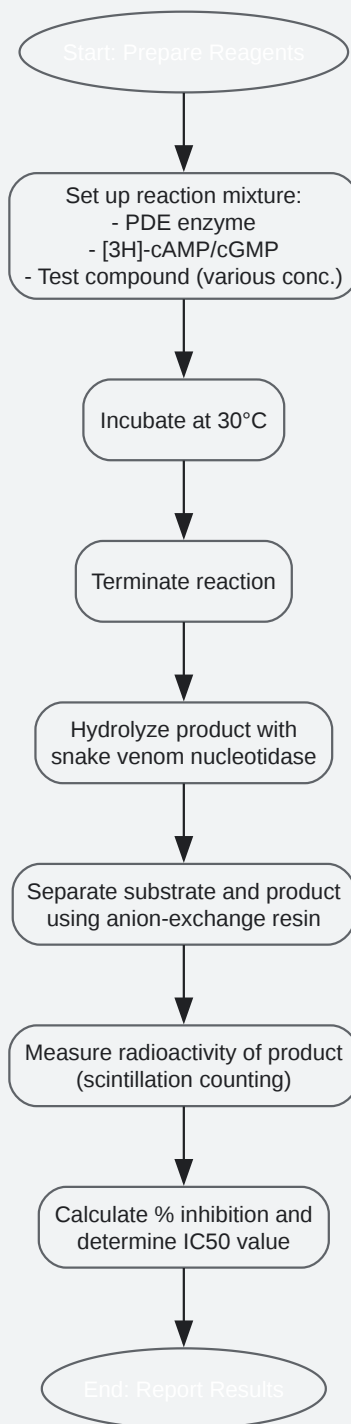 Start: Prepare Reagents
Set up reaction mixture:
- PDE enzyme
- [3H]-cAMP/cGMP
- Test compound (various conc.)
Incubate at 30°C
Terminate reaction
Hydrolyze product with
snake venom nucleotidase
Separate substrate and product
using anion-exchange resin
Measure radioactivity of product
(scintillation counting)
Calculate % inhibition and
determine IC50 value
End: Report Results